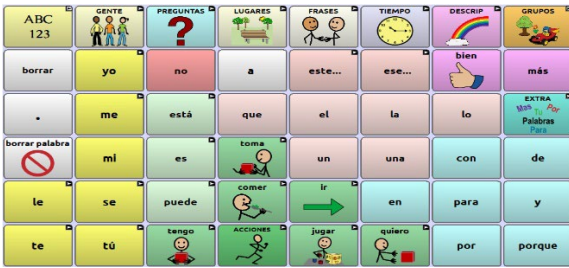 ABC 123 GENTE PREGUNTAS LUGARES FRASES TIEMPO DESCRIP GRUPOS
borrar yo no a este... ese... bien más
. me está que el la lo EXTRA Mas Por Tu Palabras Para
borrar palabra mi es toma un una con de
le se puede comer ir en para y
te tú tengo ACCIONES jugar quiero por porque